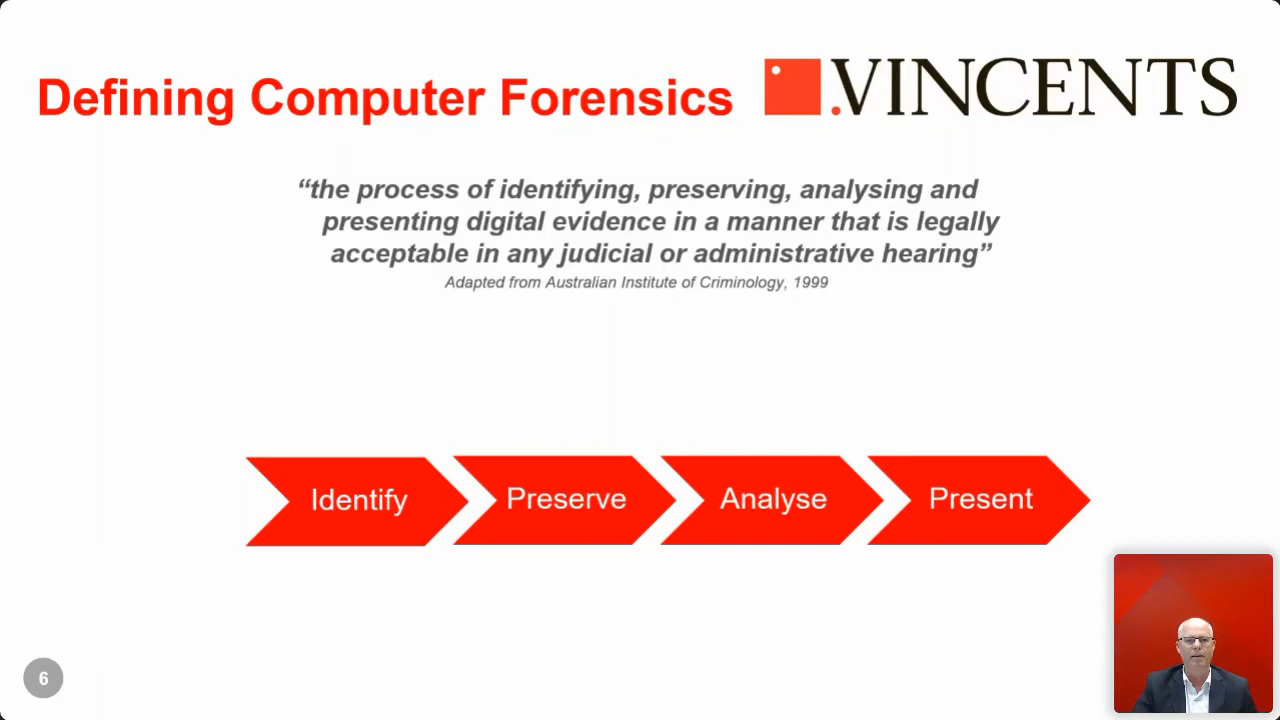 Defining Computer Forensics
.VINCENTS
“the process of identifying, preserving, analysing and
presenting digital evidence in a manner that is legally
acceptable in any judicial or administrative hearing”
Adapted from Australian Institute of Criminology, 1999
Identify
Preserve
Analyse
Present
6